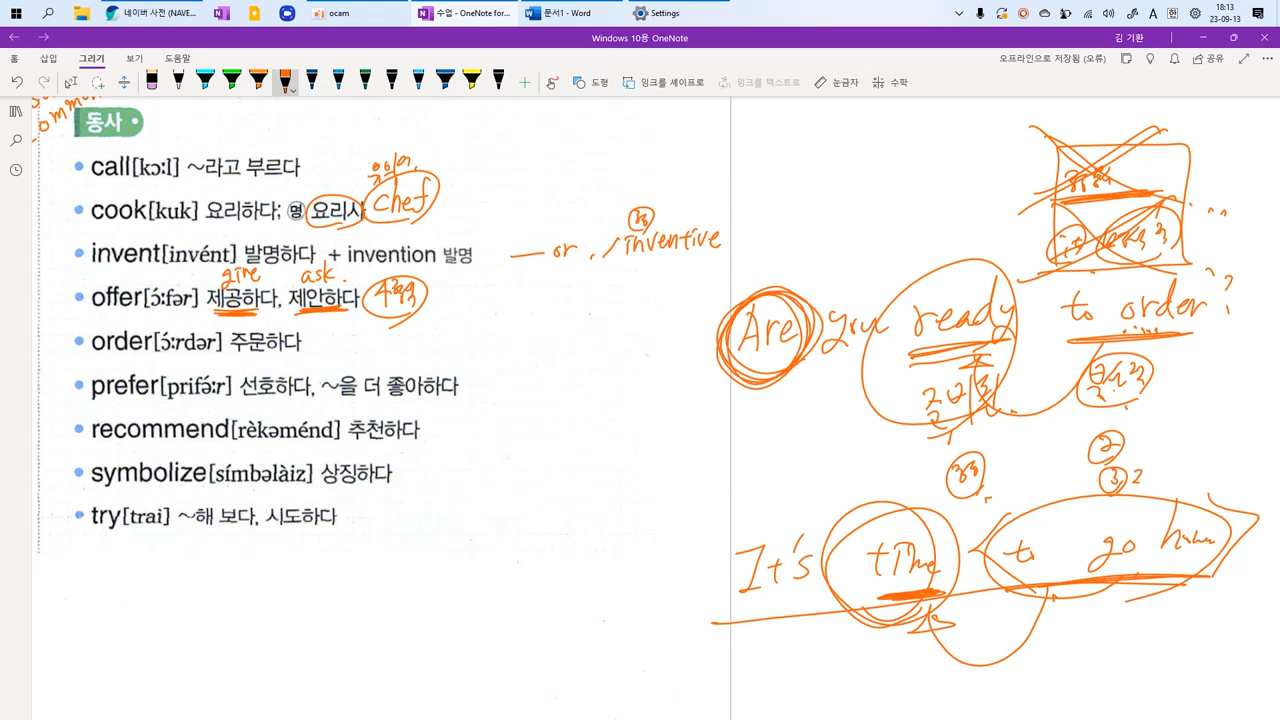 네이버 사전 (NAVE...
ocam
수업 - OneNote for...
문서1 - Word
Settings
18:13
23-09-13
Windows 10용 OneNote
김 기환
홈 삽입 그리기 보기 도움말
오프라인으로 저장됨 (오류)
공유
도형
잉크를 셰이프로
잉크를 텍스트로
눈금자
수학
ommon
동사
call[kɔːl] ～라고 부르다
유의어
cook[kuk] 요리하다; 명 요리사 chef
invent[invént] 발명하다 + invention 발명
or
inventive
give ask
offer[ɔ́ːfər] 제공하다, 제안하다
order[ɔ́ːrdər] 주문하다
prefer[prifə́ːr] 선호하다, ～을 더 좋아하다
recommend[rèkəménd] 추천하다
symbolize[símbəlàiz] 상징하다
try[trai] ～해 보다, 시도하다
Are you ready to order?
2
3 2
It's time to go home